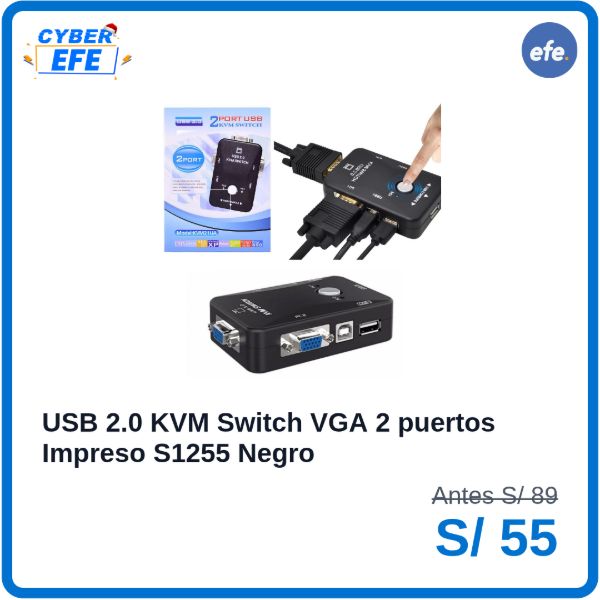 CYBER
EFE
efe.
2 PORT USB
KVM SWITCH
2 PORT
USB 2.0 KVM Switch VGA 2 puertos
Impreso S1255 Negro
Antes S/ 89
S/ 55